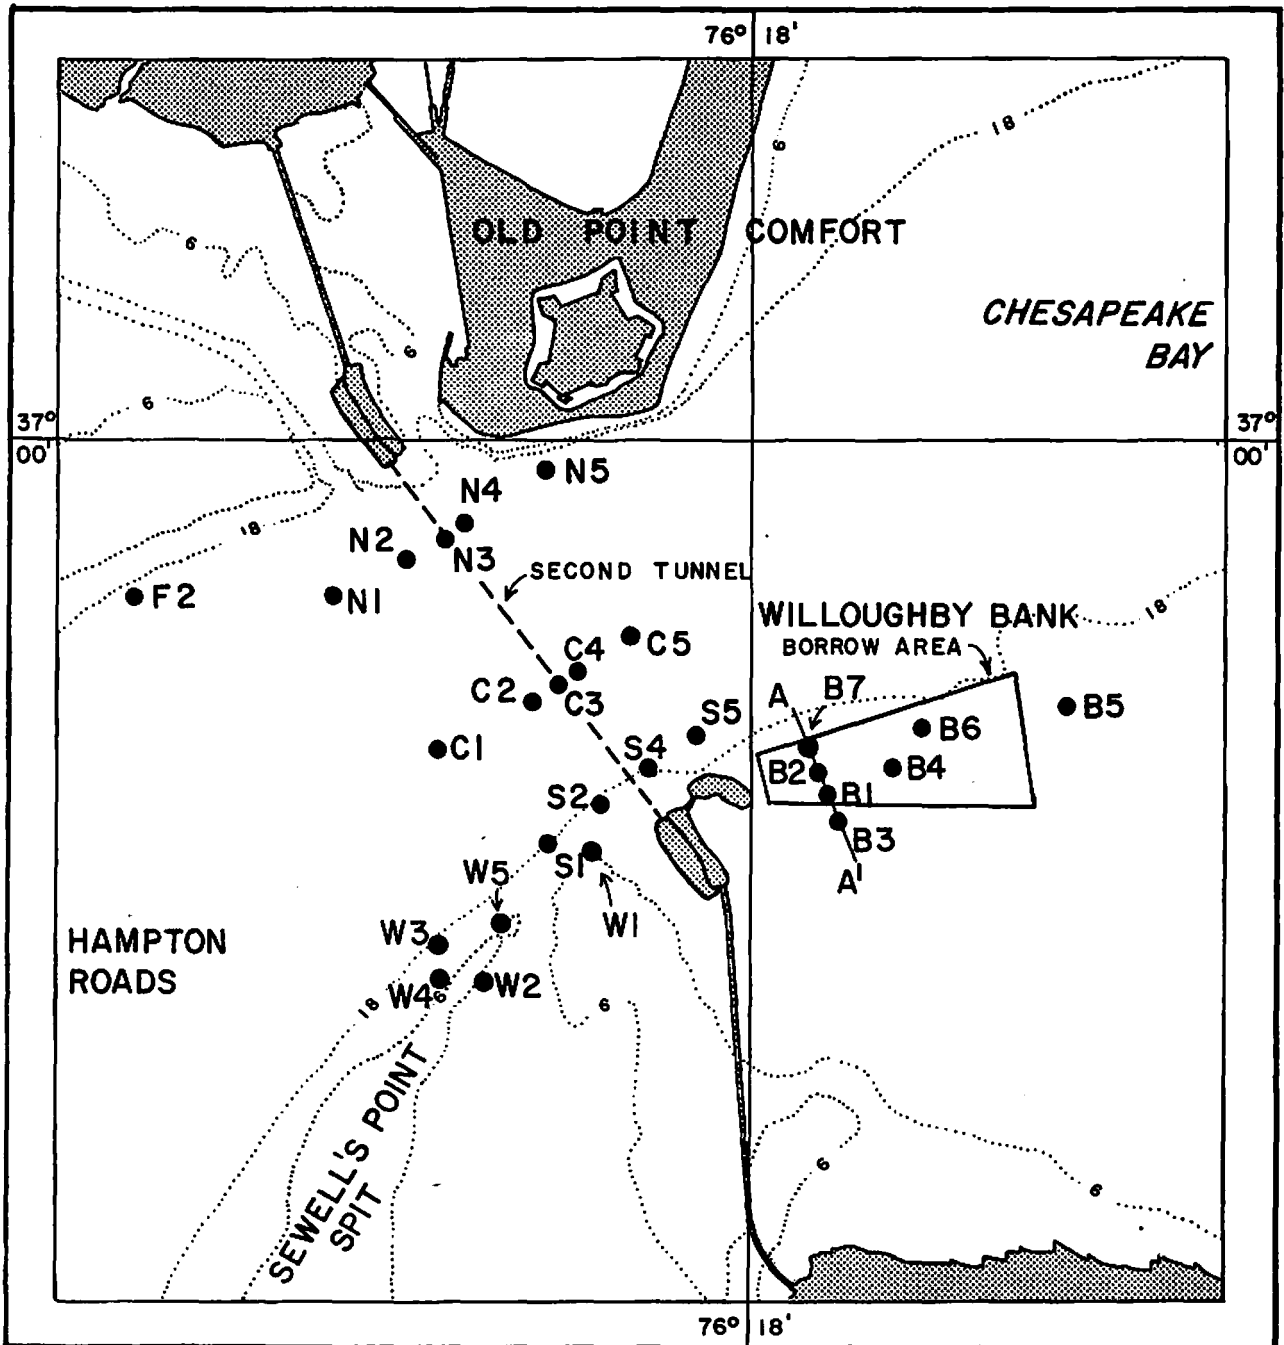 76° 18'
18
6
OLD POINT COMFORT
6
CHESAPEAKE
BAY
6
6
37°
00'
37°
00'
N5
N4
18
N2
N3
SECOND TUNNEL
F2
N1
18
WILLOUGHBY BANK
BORROW AREA
C5
C4
C2
C3
A
B7
B5
S5
B6
C1
S4
B2
B4
S2
B1
B3
S1
W5
A'
W1
W3
HAMPTON
ROADS
W4
6
W2
18
6
SEWELL'S POINT
SPIT
6
6
76° 18'